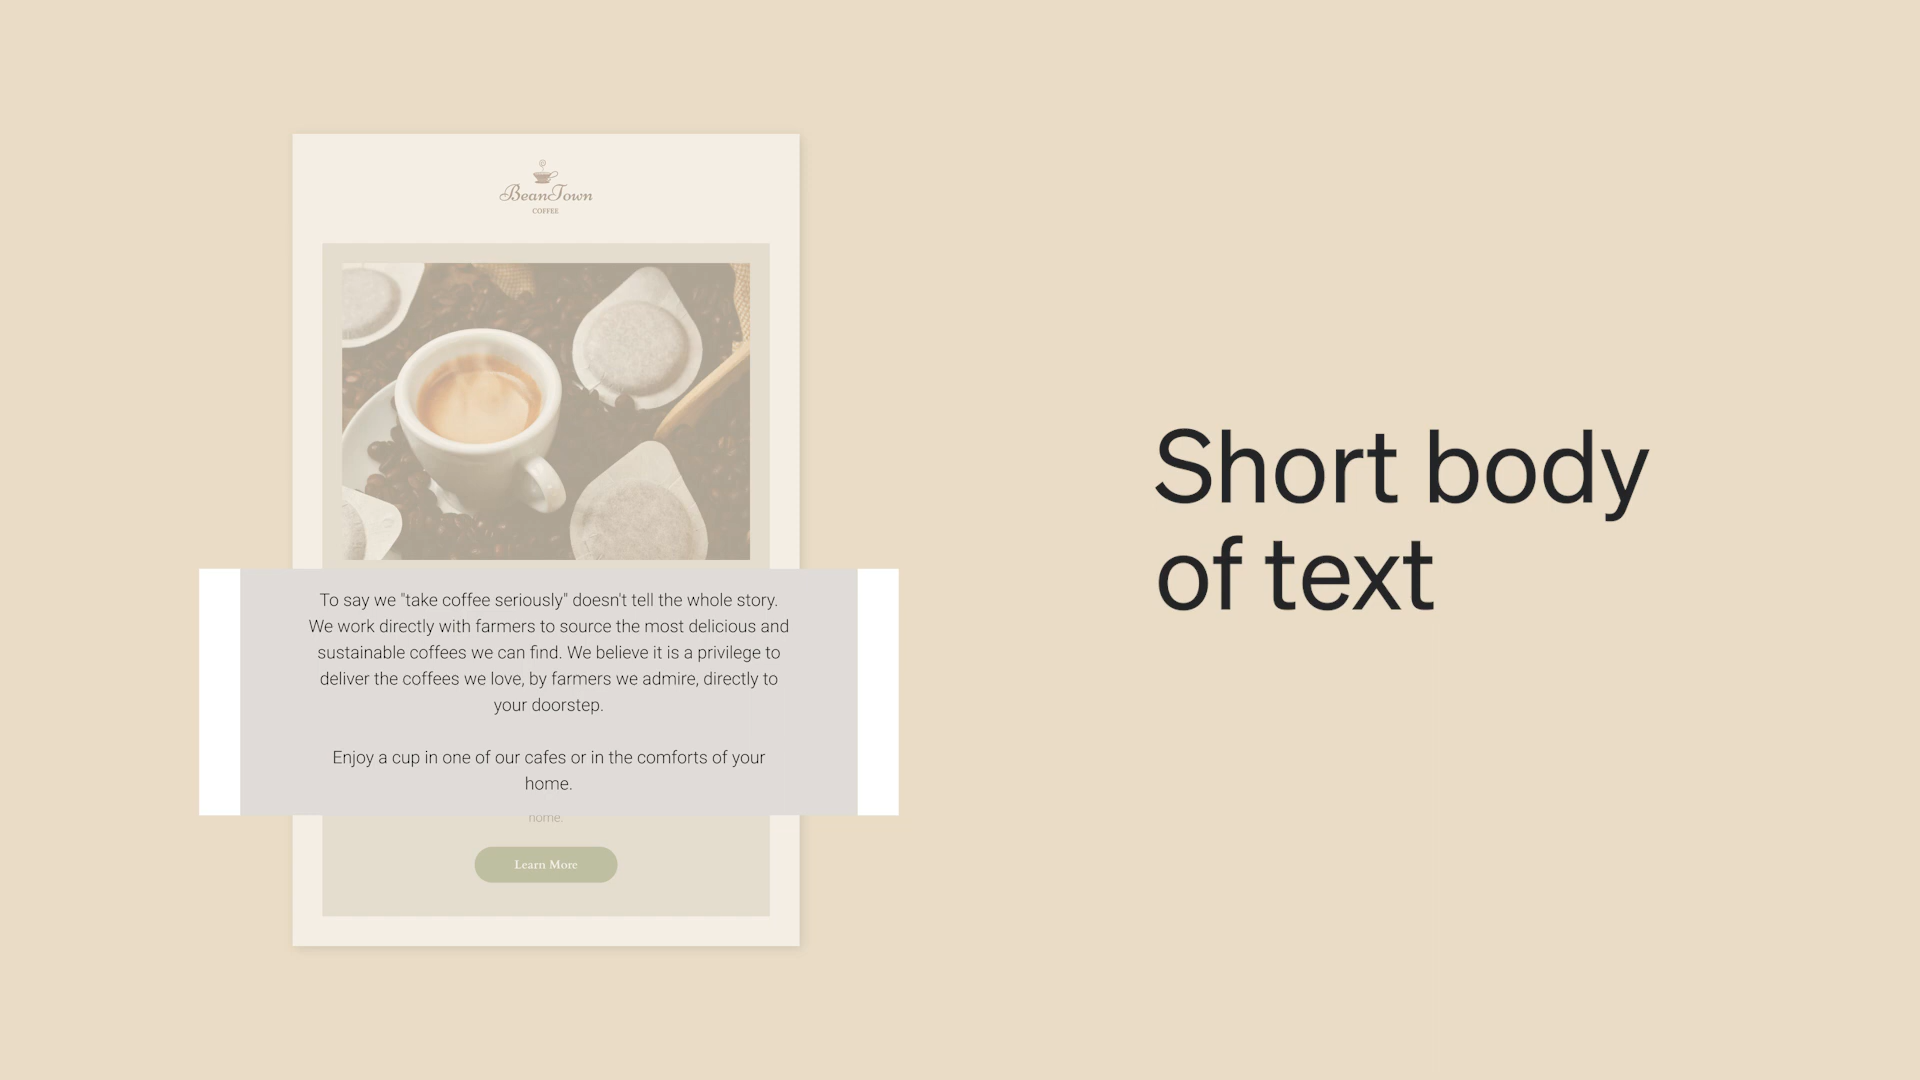 BeanTown
COFFEE
To say we "take coffee seriously" doesn't tell the whole story.
We work directly with farmers to source the most delicious and
sustainable coffees we can find. We believe it is a privilege to
deliver the coffees we love, by farmers we admire, directly to
your doorstep.
Enjoy a cup in one of our cafes or in the comforts of your
home.
home.
Learn More
Short body
of text